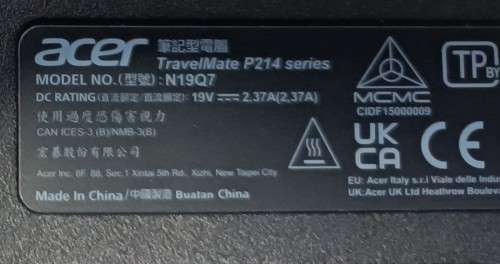 acer 筆記型電腦
TravelMate P214 series
MODEL NO.(型號): N19Q7
DC RATING(直流額定/直流额定): 19V⎓2.37A(2.37A)
使用過度恐傷害視力
CAN ICES-3 (B)/NMB-3(B)
宏碁股份有限公司
Acer Inc. 8F, 88, Sec.1 Xintai 5th Rd., Xizhi, New Taipei City
Made In China/中國製造 Buatan China
MCMC
CIDF15000009
TP
BY
UK
CA
CE
EU: Acer Italy s.r.l Viale delle
UK:Acer UK Ltd Heathrow